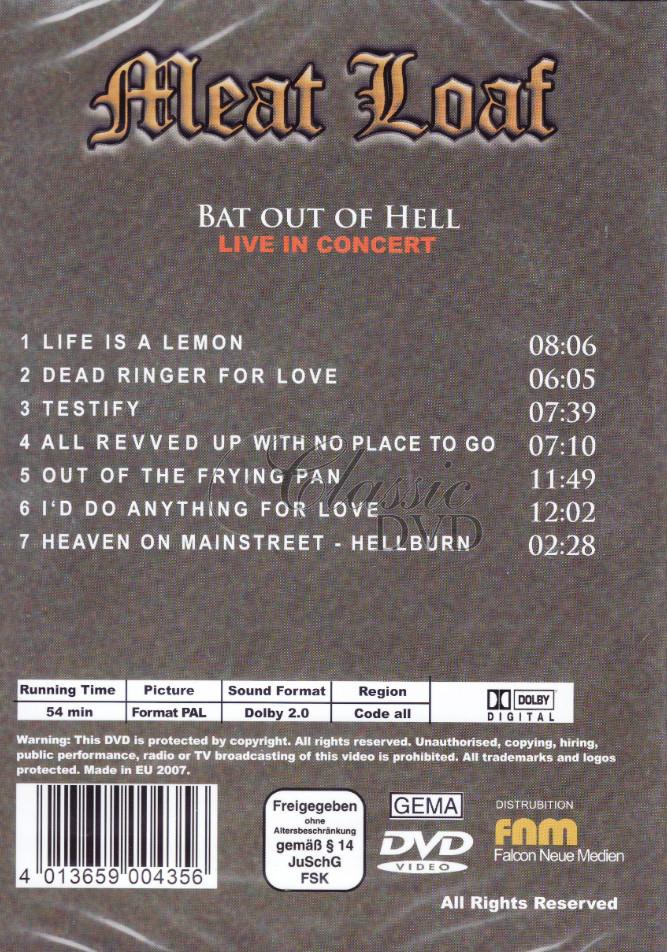 Meat Loaf
BAT OUT OF HELL
LIVE IN CONCERT
1 LIFE IS A LEMON 08:06
2 DEAD RINGER FOR LOVE 06:05
3 TESTIFY 07:39
4 ALL REVVED UP WITH NO PLACE TO GO 07:10
5 OUT OF THE FRYING PAN 11:49
6 I'D DO ANYTHING FOR LOVE 12:02
7 HEAVEN ON MAINSTREET - HELLBURN 02:28
Classic
DVD
Running Time Picture Sound Format Region
54 min Format PAL Dolby 2.0 Code all
DOLBY
DIGITAL
Warning: This DVD is protected by copyright. All rights reserved. Unauthorised, copying, hiring,
public performance, radio or TV broadcasting of this video is prohibited. All trademarks and logos
protected. Made in EU 2007.
4 013659 004356
Freigegeben
ohne
Altersbeschränkung
gemäß § 14
JuSchG
FSK
GEMA
DVD
VIDEO
DISTRUBITION
FNM
Falcon Neue Medien
All Rights Reserved